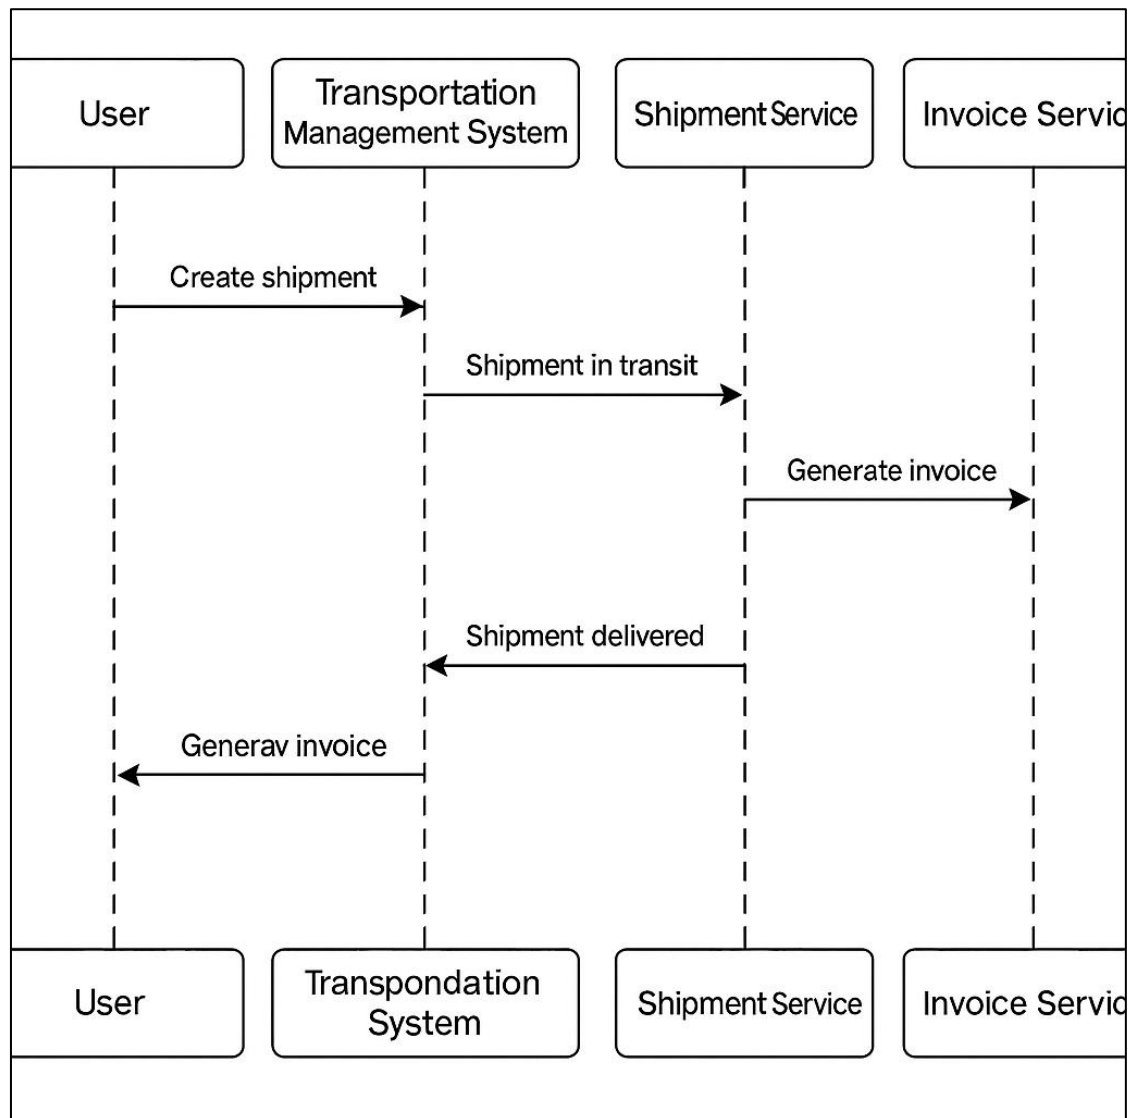 User
Transportation
Management System
Shipment Service
Invoice Servic
Create shipment
Shipment in transit
Generate invoice
Shipment delivered
Generav invoice
User
Transpondation
System
Shipment Service
Invoice Servic